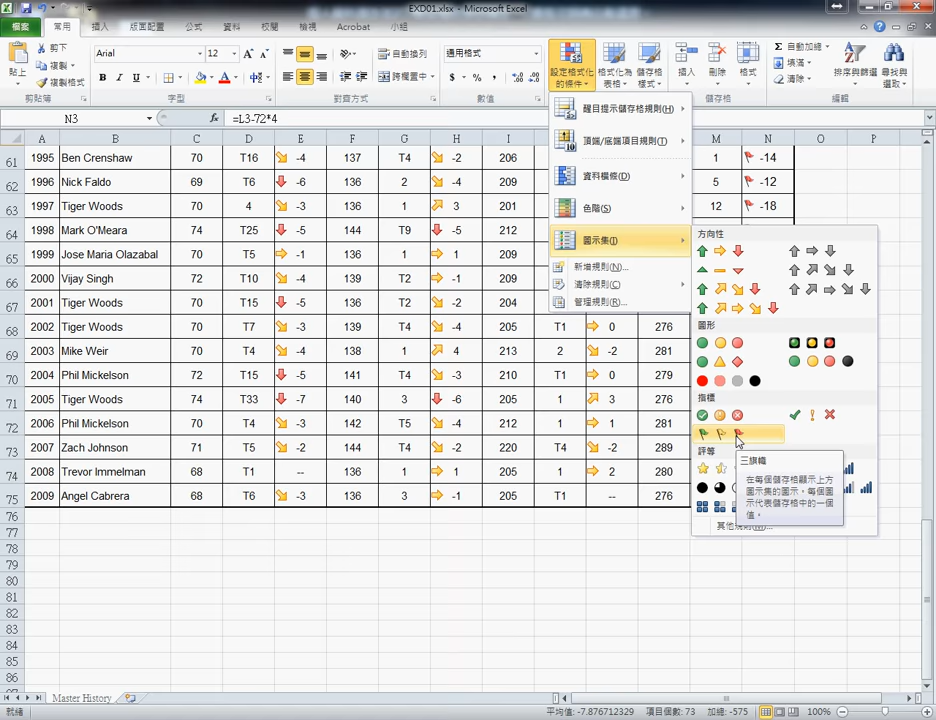 EXD01.xlsx - Microsoft Excel
檔案 常用 插入 版面配置 公式 資料 校閱 檢視 Acrobat 小組
貼上 剪下 複製 複製格式
Arial 12 自動換列 通用格式
B I U A 跨欄置中 $ % ,
設定格式化的條件 格式化為表格 儲存格樣式 插入 刪除 格式
Σ 自動加總 填滿 清除 排序與篩選 尋找與選取
剪貼簿 字型 對齊方式 數值 儲存格 編輯
N3 fx =L3-72*4
A B C D E F G H I M N O P
61 1995 Ben Crenshaw 70 T16 -4 137 T4 -2 206 1 -14
62 1996 Nick Faldo 69 T6 -6 136 2 -4 209 5 -12
63 1997 Tiger Woods 70 4 -3 136 1 3 201 12 -18
64 1998 Mark O'Meara 74 T25 -5 141 T9 -5 212
65 1999 Jose Maria Olazabal 70 T5 -1 136 1 1 209
66 2000 Vijay Singh 72 T10 -4 139 T2 -1 209
67 2001 Tiger Woods 70 T15 -5 136 T2 -2 204
68 2002 Tiger Woods 70 T7 -3 139 T4 -4 205 T1 0 276
69 2003 Mike Weir 70 T4 -4 138 1 4 213 2 -2 281
70 2004 Phil Mickelson 72 T15 -5 141 T4 -4 210 T1 0 279
71 2005 Tiger Woods 74 T33 -7 140 3 -6 205 1 3 276
72 2006 Phil Mickelson 70 T4 -3 142 T5 -4 212 1 1 281
73 2007 Zach Johnson 71 T5 -2 144 T4 -2 220 T4 -2 289
74 2008 Trevor Immelman 68 T1 -- 136 1 1 205 1 2 280
75 2009 Angel Cabrera 68 T6 -3 136 3 -1 205 T1 -- 276
76
77
78
79
80
81
82
83
84
85
86
醒目提示儲存格規則(H)
頂端/底端項目規則(T)
資料橫條(D)
色階(S)
圖示集(I)
新增規則(N)...
清除規則(C)
管理規則(R)...
方向性
圖形
指標
評等
三旗幟
在每個儲存格顯示上方
圖示集的圖示，每個圖
示代表儲存格中的一個
值。
其他規則(M)...
Master History
就緒 平均值: -7.876712329 項目個數: 73 加總: -575 100%